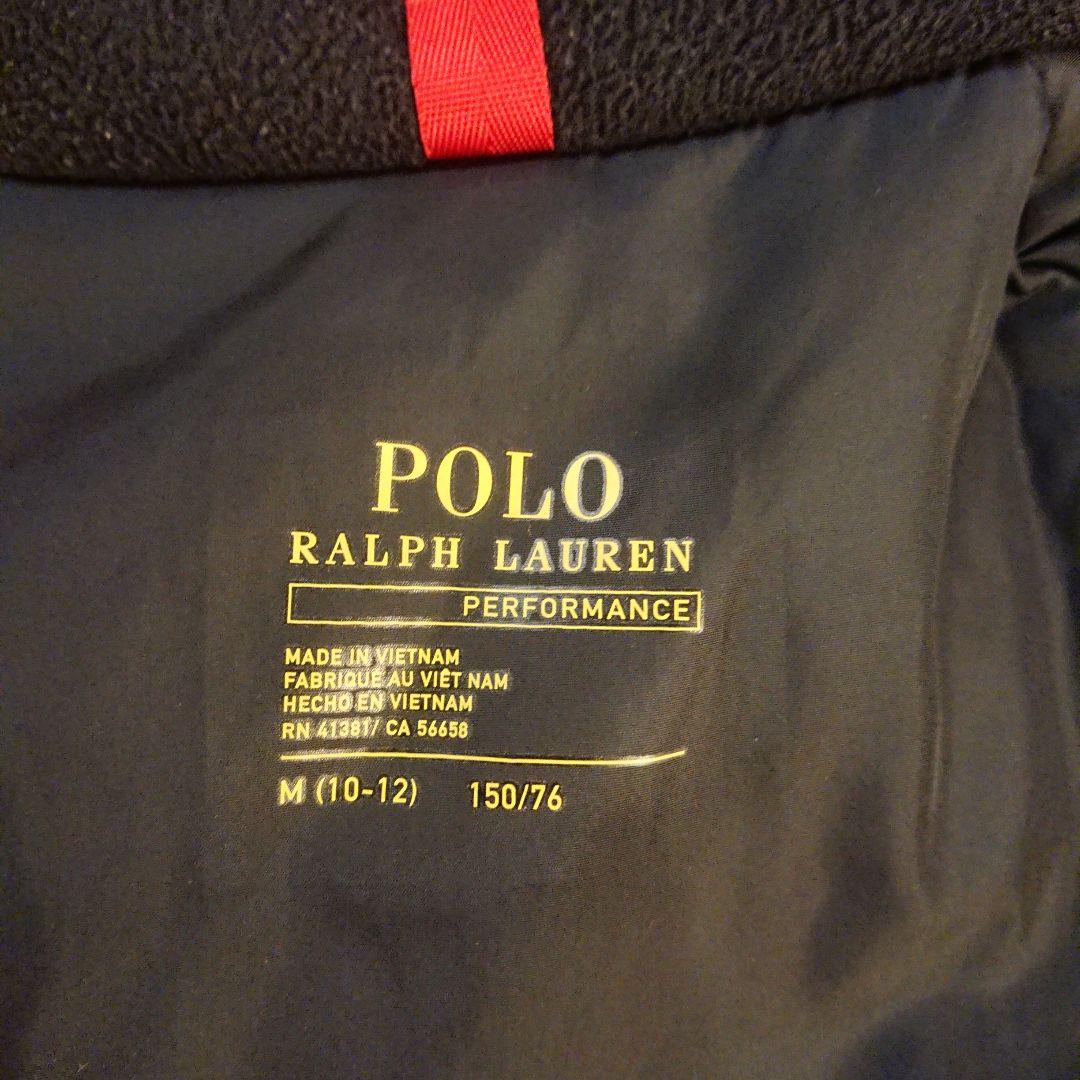 POLO
RALPH LAUREN
PERFORMANCE
MADE IN VIETNAM
FABRIQUÉ AU VIÊT NAM
HECHO EN VIETNAM
RN 41381/ CA 56658
M (10-12) 150/76